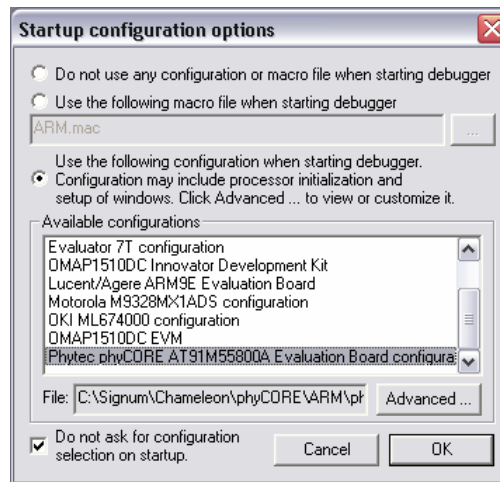 Startup configuration options
Do not use any configuration or macro file when starting debugger
Use the following macro file when starting debugger
ARM.mac
...
Use the following configuration when starting debugger.
Configuration may include processor initialization and
setup of windows. Click Advanced ... to view or customize it.
Available configurations
Evaluator 7T configuration
OMAP1510DC Innovator Development Kit
Lucent/Agere ARM9E Evaluation Board
Motorola M9328MX1ADS configuration
OKI ML674000 configuration
OMAP1510DC EVM
Phytec phyCORE AT91M55800A Evaluation Board configura
File: C:\Signum\Chameleon\phyCORE\ARM\ph Advanced ...
Do not ask for configuration
selection on startup.
Cancel OK